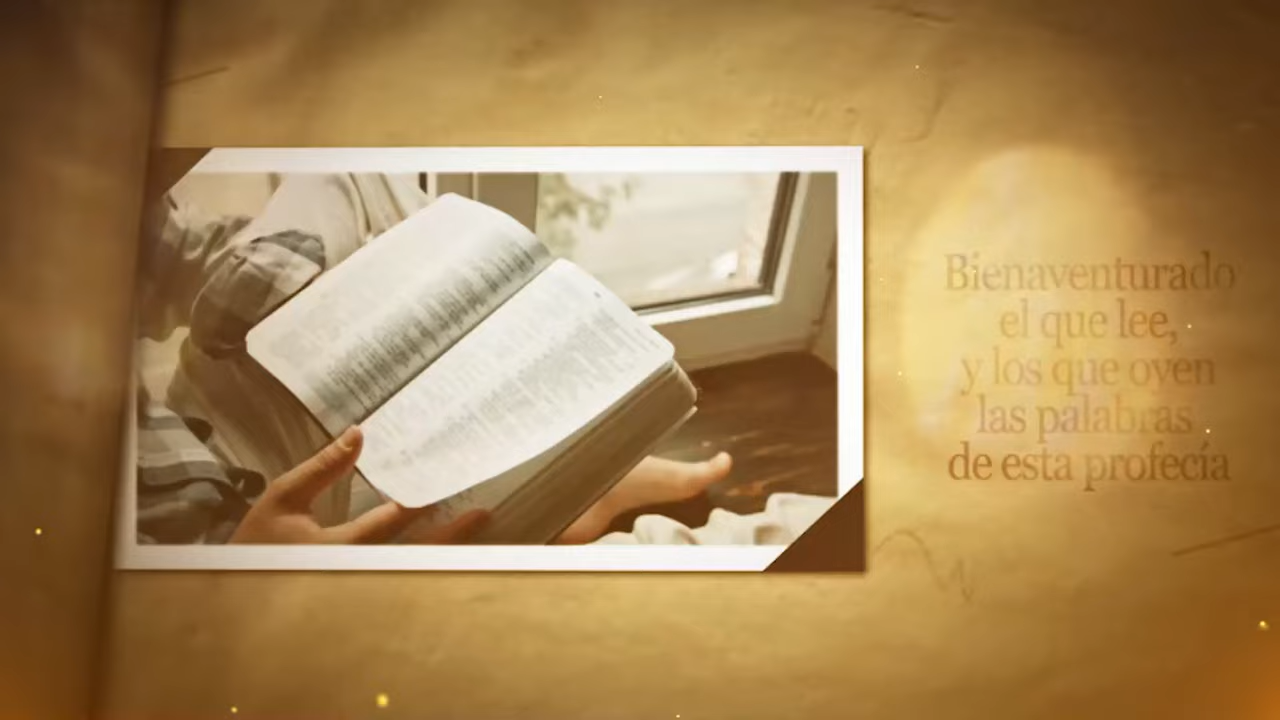 Bienaventurado
el que lee,
y los que oyen
las palabras
de esta profecía